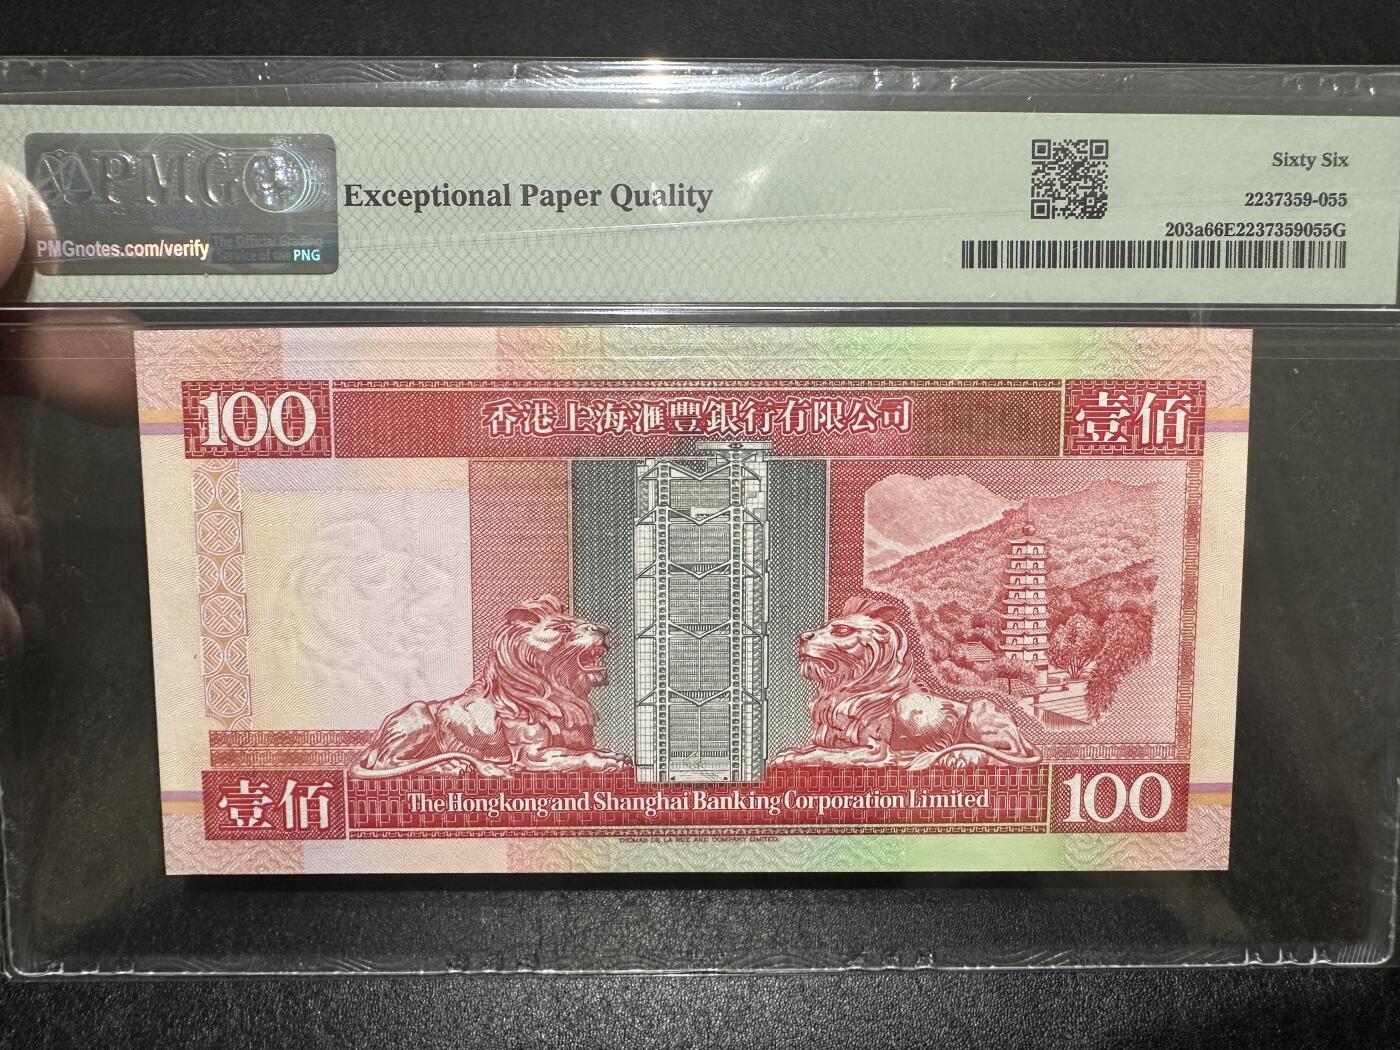 PMG
PMGnotes.com/verify
The Official Grading
Service of the PNG
Exceptional Paper Quality
Sixty Six
2237359-055
203a66E2237359055G
100
香港上海滙豐銀行有限公司
壹佰
壹佰
The Hongkong and Shanghai Banking Corporation Limited
100
THOMAS DE LA RUE AND COMPANY LIMITED.